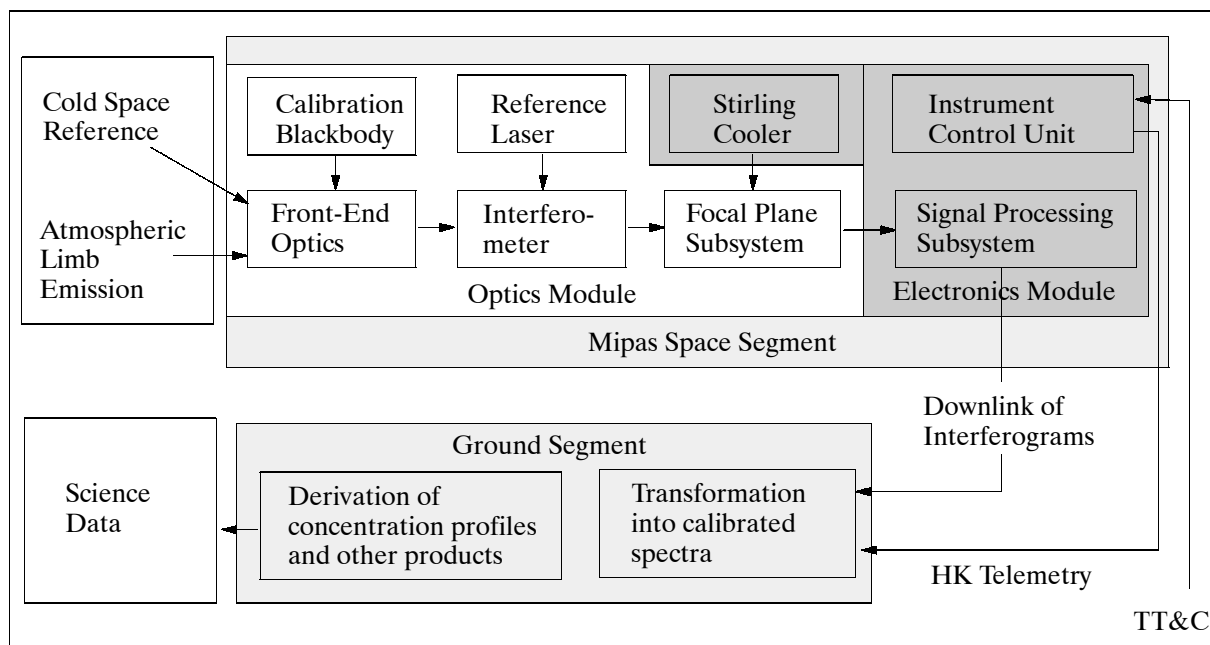 Cold Space
Reference
Calibration
Blackbody
Reference
Laser
Stirling
Cooler
Instrument
Control Unit
Atmospheric
Limb
Emission
Front-End
Optics
Interfero-
meter
Focal Plane
Subsystem
Signal Processing
Subsystem
Optics Module
Electronics Module
Mipas Space Segment
Downlink of
Interferograms
Ground Segment
Science
Data
Derivation of
concentration profiles
and other products
Transformation
into calibrated
spectra
HK Telemetry
TT&C